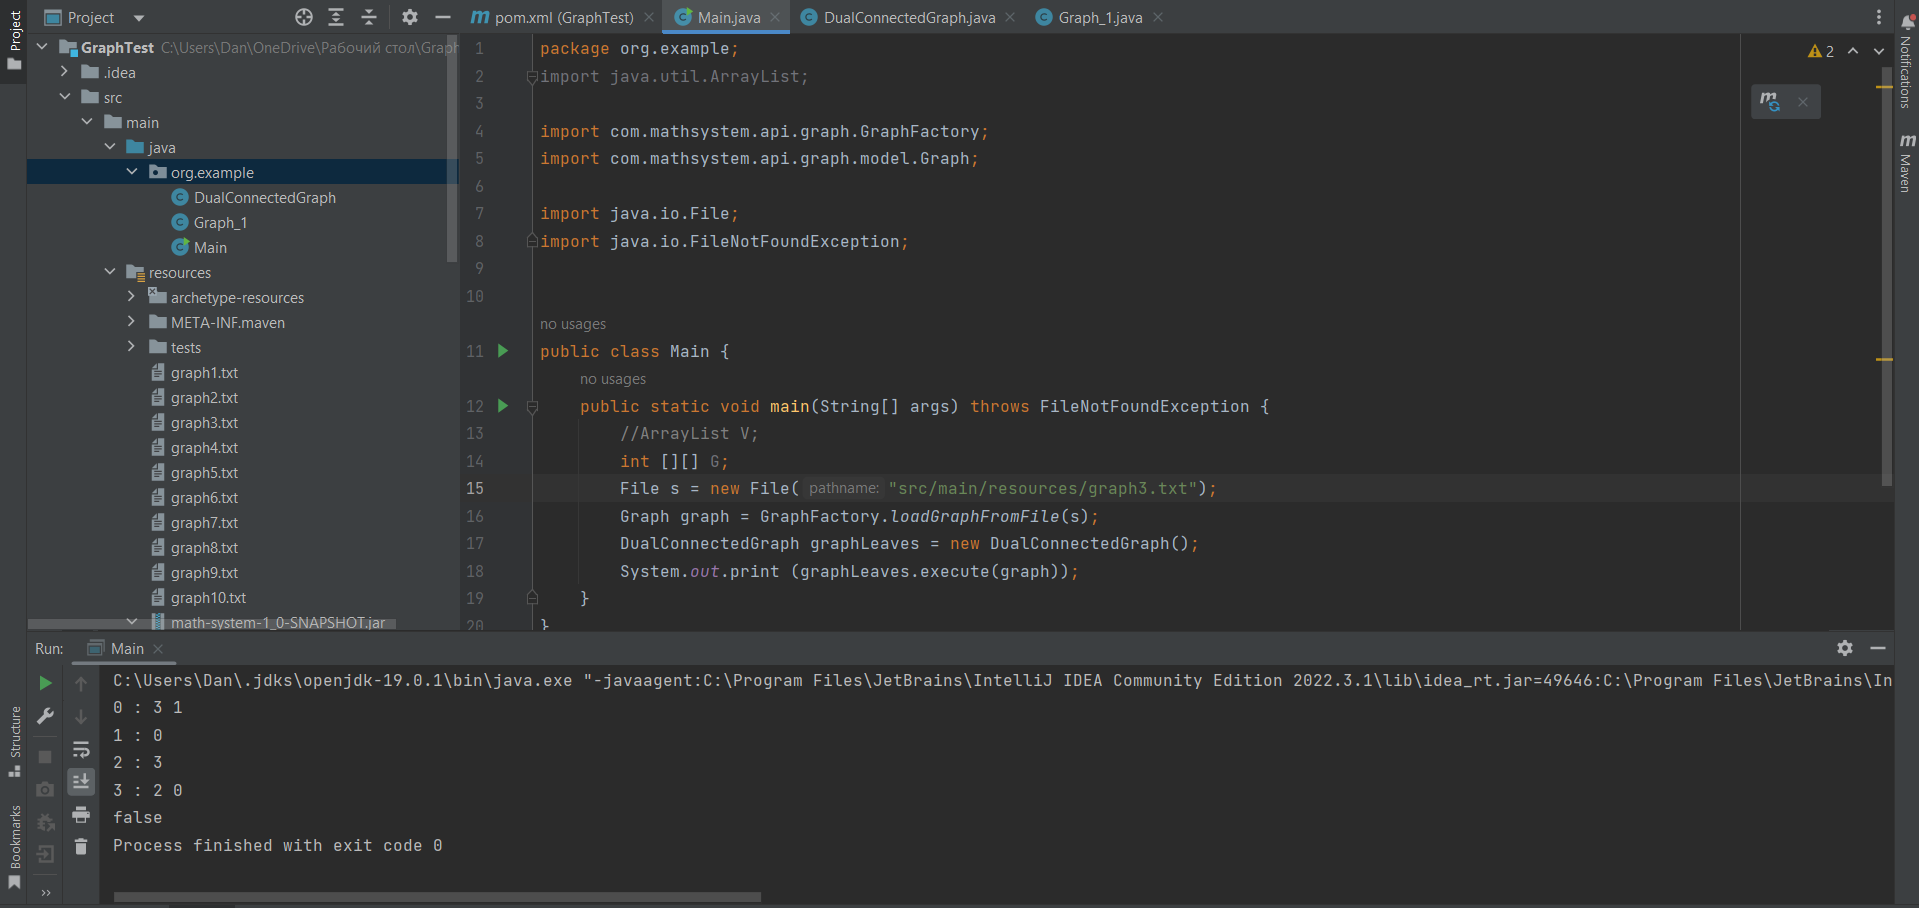 Project
Project
pom.xml (GraphTest)
Main.java
DualConnectedGraph.java
Graph_1.java
Notifications
Maven
GraphTest C:\Users\Dan\OneDrive\Рабочий стол\Graph
.idea
src
main
java
org.example
DualConnectedGraph
Graph_1
Main
resources
archetype-resources
META-INF.maven
tests
graph1.txt
graph2.txt
graph3.txt
graph4.txt
graph5.txt
graph6.txt
graph7.txt
graph8.txt
graph9.txt
graph10.txt
math-system-1_0-SNAPSHOT.jar
2
1 package org.example;
2 import java.util.ArrayList;
3
4 import com.mathsystem.api.graph.GraphFactory;
5 import com.mathsystem.api.graph.model.Graph;
6
7 import java.io.File;
8 import java.io.FileNotFoundException;
9
10
no usages
11 public class Main {
no usages
12 public static void main(String[] args) throws FileNotFoundException {
13 //ArrayList V;
14 int [][] G;
15 File s = new File( pathname: "src/main/resources/graph3.txt");
16 Graph graph = GraphFactory.loadGraphFromFile(s);
17 DualConnectedGraph graphLeaves = new DualConnectedGraph();
18 System.out.print (graphLeaves.execute(graph));
19 }
20 }
Run: Main
Structure
Bookmarks
C:\Users\Dan\.jdks\openjdk-19.0.1\bin\java.exe "-javaagent:C:\Program Files\JetBrains\IntelliJ IDEA Community Edition 2022.3.1\lib\idea_rt.jar=49646:C:\Program Files\JetBrains\In
0 : 3 1
1 : 0
2 : 3
3 : 2 0
false
Process finished with exit code 0